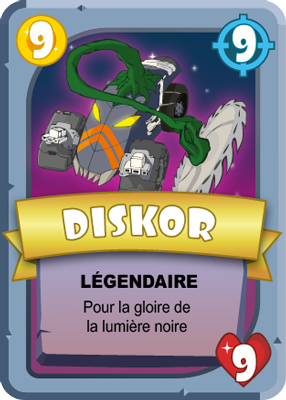 9
9
DISKOR
LÉGENDAIRE
Pour la gloire de
la lumière noire
9